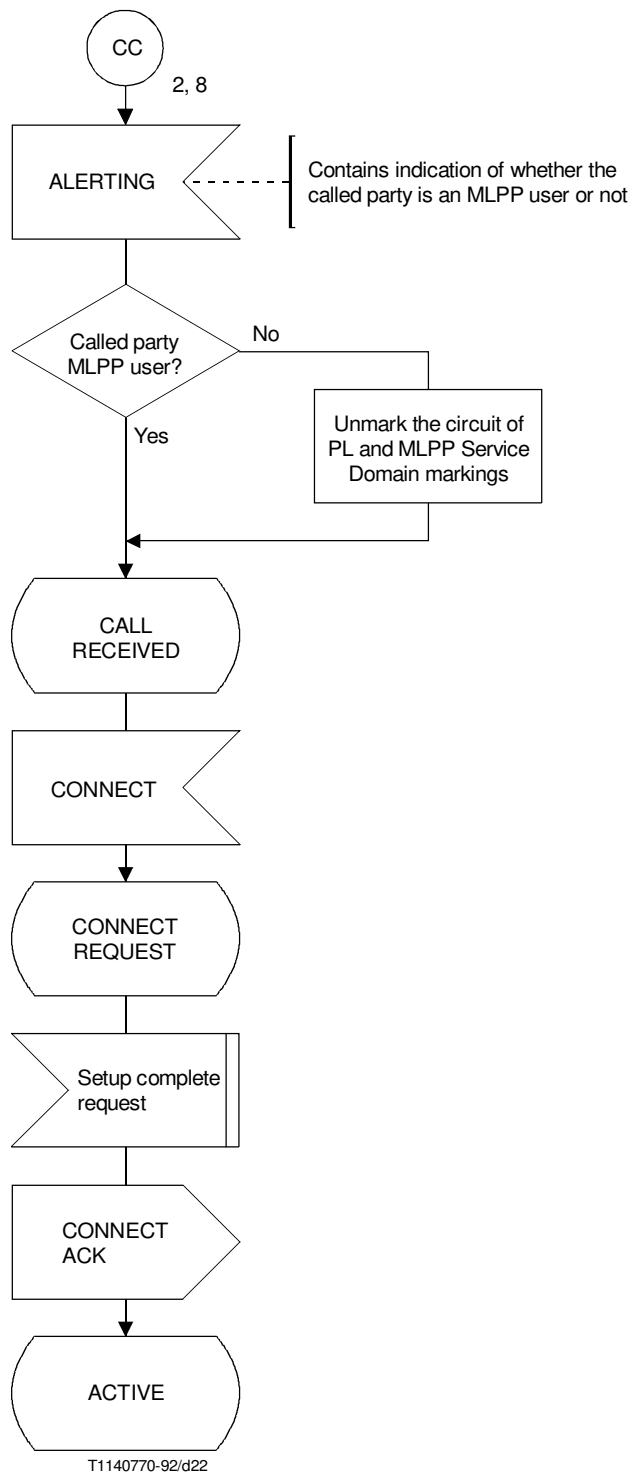 CC
2, 8
ALERTING
Contains indication of whether the
called party is an MLPP user or not
Called party
MLPP user?
No
Unmark the circuit of
PL and MLPP Service
Domain markings
Yes
CALL
RECEIVED
CONNECT
CONNECT
REQUEST
Setup complete
request
CONNECT
ACK
ACTIVE
T1140770-92/d22